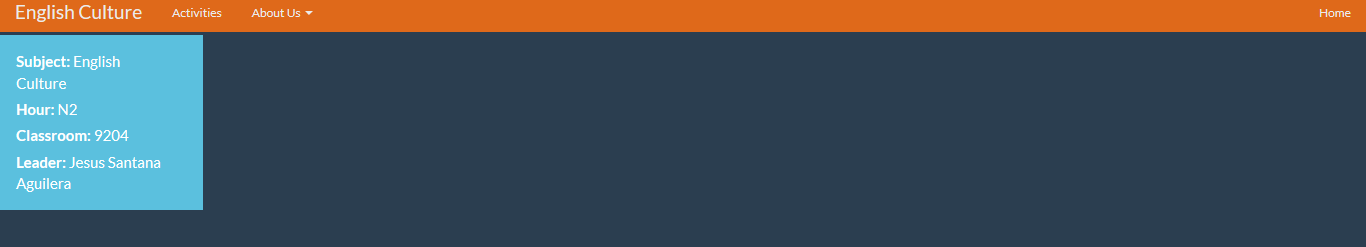 English Culture Activities About Us Home
Subject: English
Culture
Hour: N2
Classroom: 9204
Leader: Jesus Santana
Aguilera